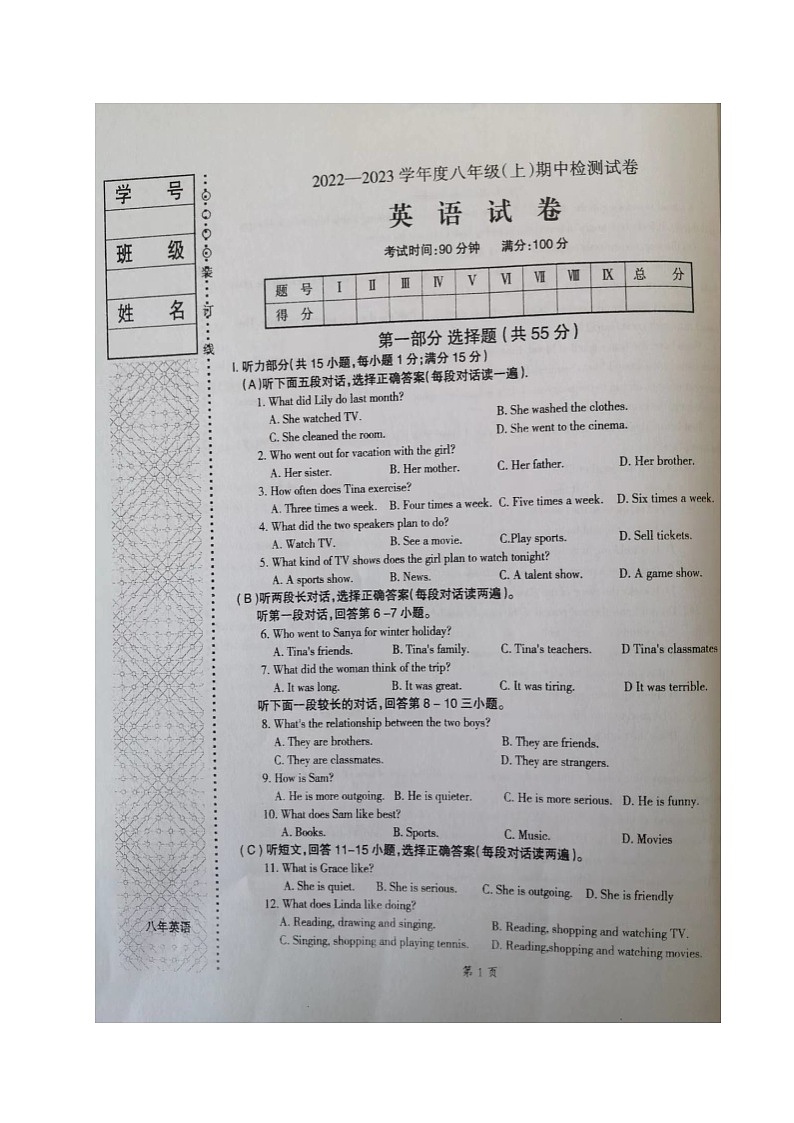 学 号
班 级
姓 名
装
订
线
八年英语
2022—2023 学年度八年级(上)期中检测试卷
英 语 试 卷
考试时间:90 分钟 满分:100 分
题 号 Ⅰ Ⅱ Ⅲ Ⅳ Ⅴ Ⅵ Ⅶ Ⅷ Ⅸ 总 分
得 分
第一部分 选择题 (共 55 分)
I. 听力部分(共 15 小题,每小题 1 分;满分 15 分)
(A)听下面五段对话,选择正确答案(每段对话读一遍).
1. What did Lily do last month?
A. She watched TV. B. She washed the clothes.
C. She cleaned the room. D. She went to the cinema.
2. Who went out for vacation with the girl?
A. Her sister. B. Her mother. C. Her father. D. Her brother.
3. How often does Tina exercise?
A. Three times a week. B. Four times a week. C. Five times a week. D. Six times a week.
4. What did the two speakers plan to do?
A. Watch TV. B. See a movie. C.Play sports. D. Sell tickets.
5. What kind of TV shows does the girl plan to watch tonight?
A. A sports show. B. News. C. A talent show. D. A game show.
(B)听两段长对话,选择正确答案(每段对话读两遍)。
听第一段对话,回答第 6 -7 小题。
6. Who went to Sanya for winter holiday?
A. Tina's friends. B. Tina's family. C. Tina's teachers. D Tina's classmates
7. What did the woman think of the trip?
A. It was long. B. It was great. C. It was tiring. D It was terrible.
听下面一段较长的对话,回答第 8 - 10 三小题。
8. What's the relationship between the two boys?
A. They are brothers. B. They are friends.
C. They are classmates. D. They are strangers.
9. How is Sam?
A. He is more outgoing. B. He is quieter. C. He is more serious. D. He is funny.
10. What does Sam like best?
A. Books. B. Sports. C. Music. D. Movies
(C) 听短文,回答 11-15 小题,选择正确答案(每段对话读两遍)。
11. What is Grace like?
A. She is quiet. B. She is serious. C. She is outgoing. D. She is friendly
12. What does Linda like doing?
A. Reading, drawing and singing. B. Reading, shopping and watching TV.
C. Singing, shopping and playing tennis. D. Reading,shopping and watching movies.
第 1 页